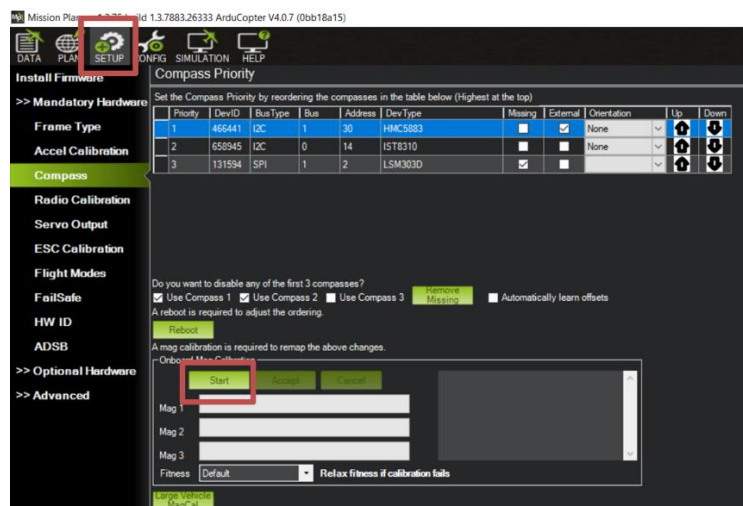 Mission Pla 1.3.7883.26333 ArduCopter V4.0.7 (0bb18a15)
DATA PLAN SETUP CONFIG SIMULATION HELP
Install Firmware
Compass Priority
Set the Compass Priority by reordering the compasses in the table below (Highest at the top)
>> Mandatory Hardware
Priority DevID BusType Bus Address DevType Missing External Orientation Up Down
1 466441 I2C 1 30 HMC5883 None
2 658945 I2C 0 14 IST8310 None
3 131594 SPI 1 2 LSM303D
Frame Type
Accel Calibration
Compass
Radio Calibration
Servo Output
ESC Calibration
Flight Modes
FailSafe
HW ID
ADSB
>> Optional Hardware
>> Advanced
Do you want to disable any of the first 3 compasses?
Use Compass 1 Use Compass 2 Use Compass 3 Remove Missing Automatically learn offsets
A reboot is required to adjust the ordering.
Reboot
A mag calibration is required to remap the above changes.
Onboard Mag Calibration
Start Accept Cancel
Mag 1
Mag 2
Mag 3
Fitness Default Relax fitness if calibration fails
Large Vehicle
MagCal